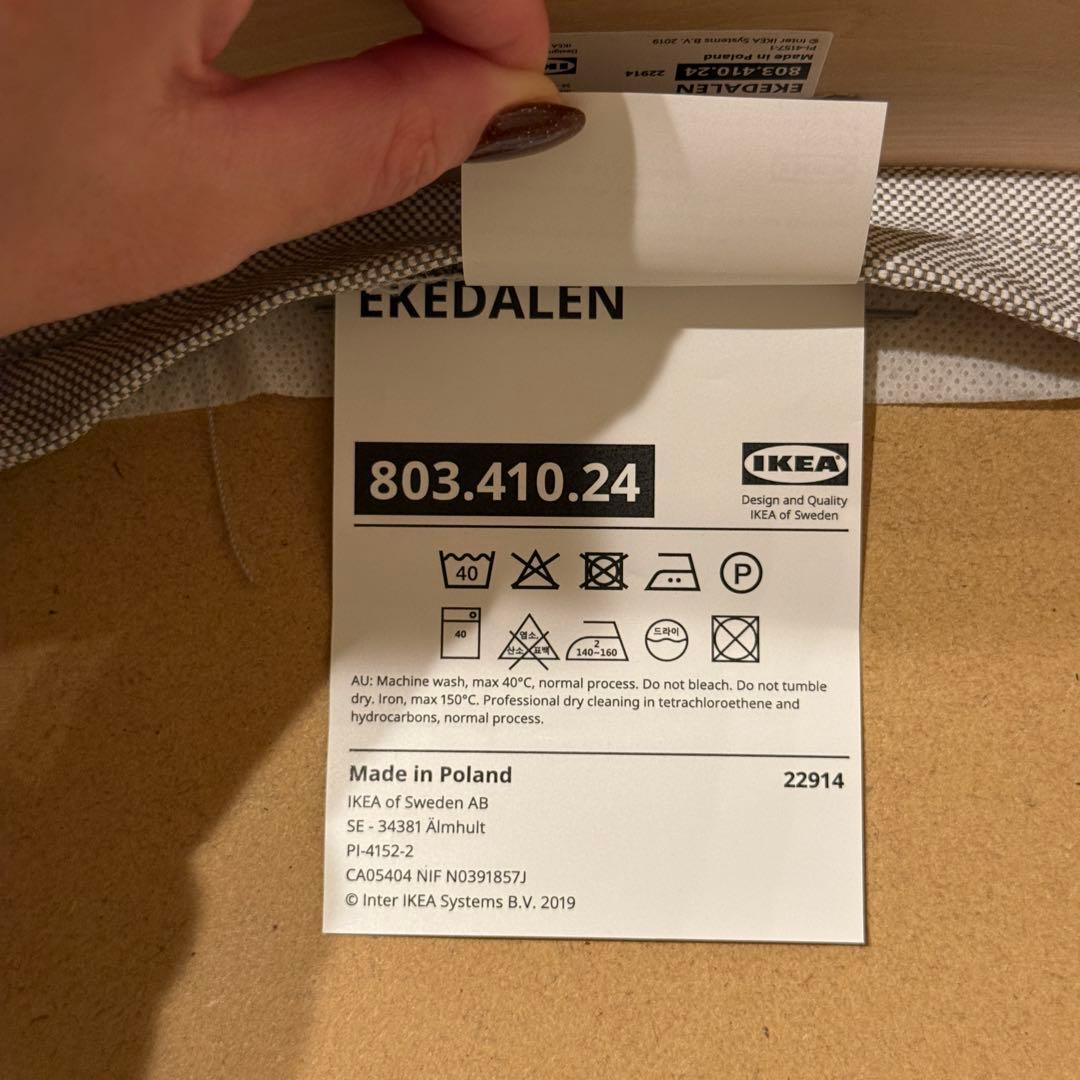 © Inter IKEA Systems B.V. 2019
PI-4157-1
Made in Poland
803.410.24
22914
EKEDALEN
IKEA
EKEDALEN
803.410.24
IKEA
Design and Quality
IKEA of Sweden
40
P
40
염소,
산소 표백
2
140~160
드라이
AU: Machine wash, max 40°C, normal process. Do not bleach. Do not tumble
dry. Iron, max 150°C. Professional dry cleaning in tetrachloroethene and
hydrocarbons, normal process.
Made in Poland
22914
IKEA of Sweden AB
SE - 34381 Älmhult
PI-4152-2
CA05404 NIF N0391857J
© Inter IKEA Systems B.V. 2019